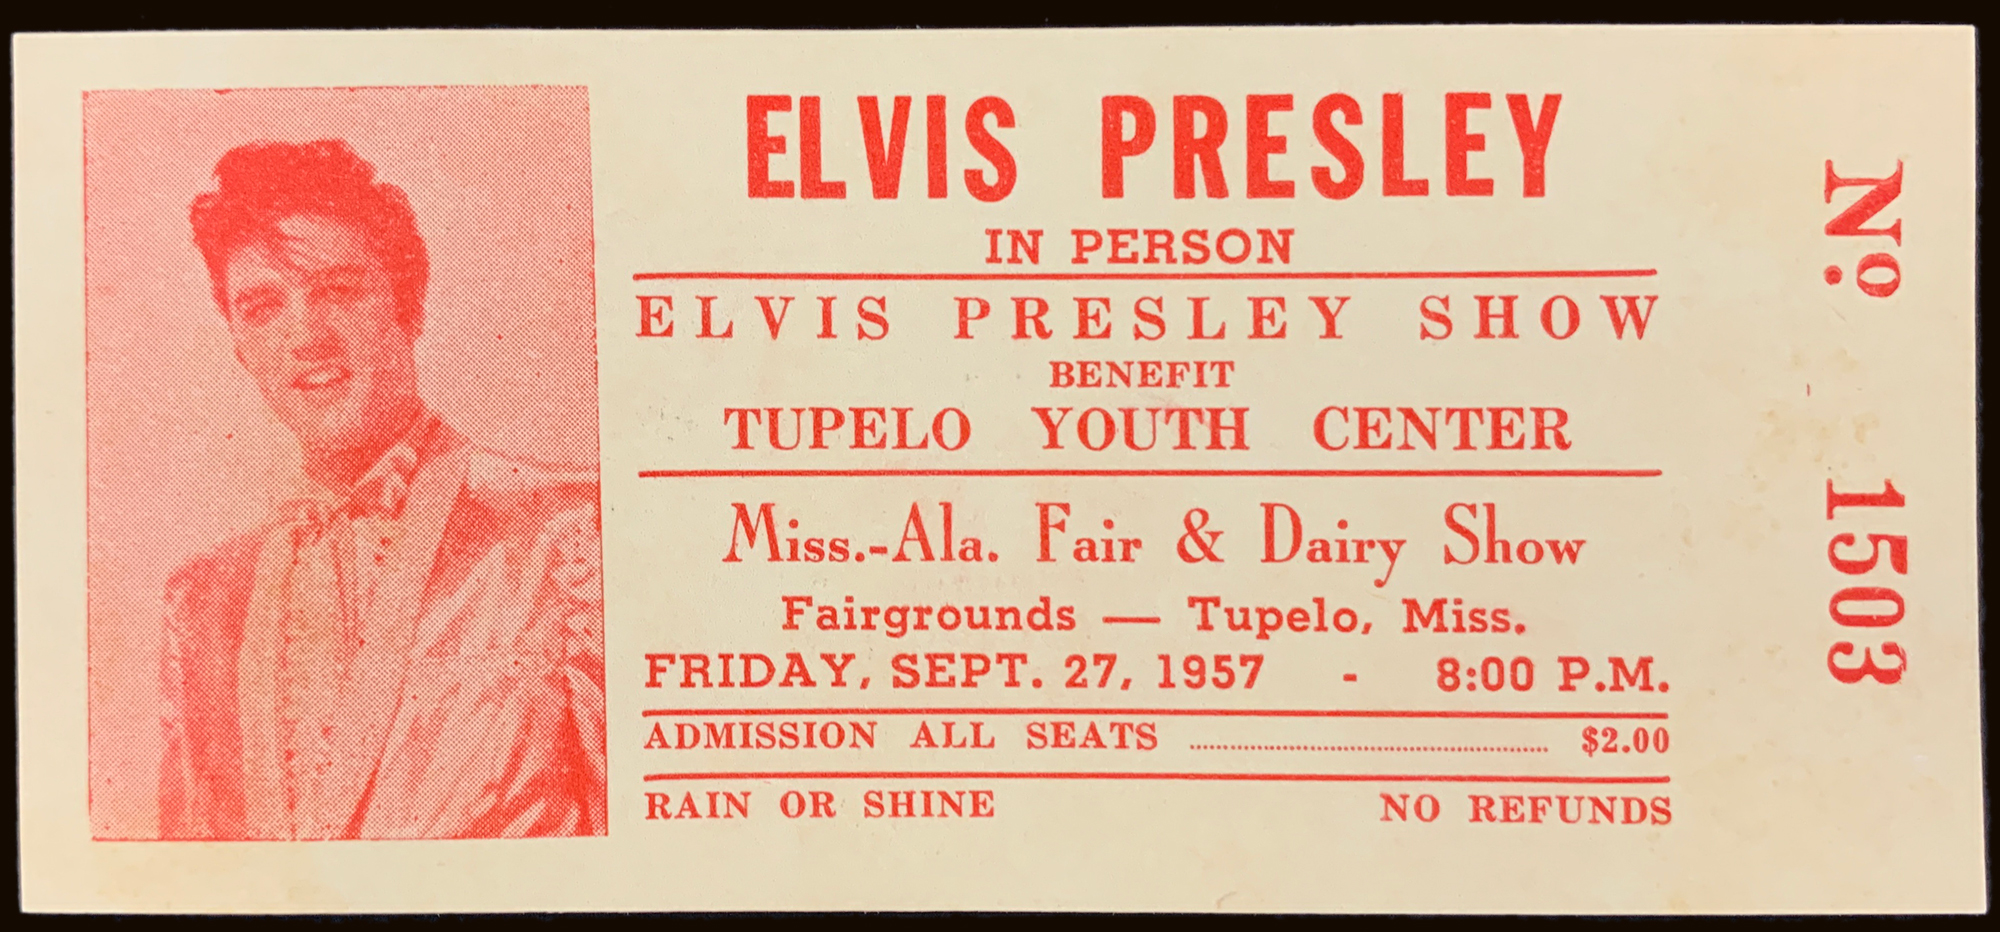 ELVIS PRESLEY
IN PERSON
ELVIS PRESLEY SHOW
BENEFIT
TUPELO YOUTH CENTER
Miss.-Ala. Fair & Dairy Show
Fairgrounds — Tupelo, Miss.
FRIDAY, SEPT. 27, 1957 - 8:00 P.M.
ADMISSION ALL SEATS ........................ $2.00
RAIN OR SHINE NO REFUNDS
No. 1503